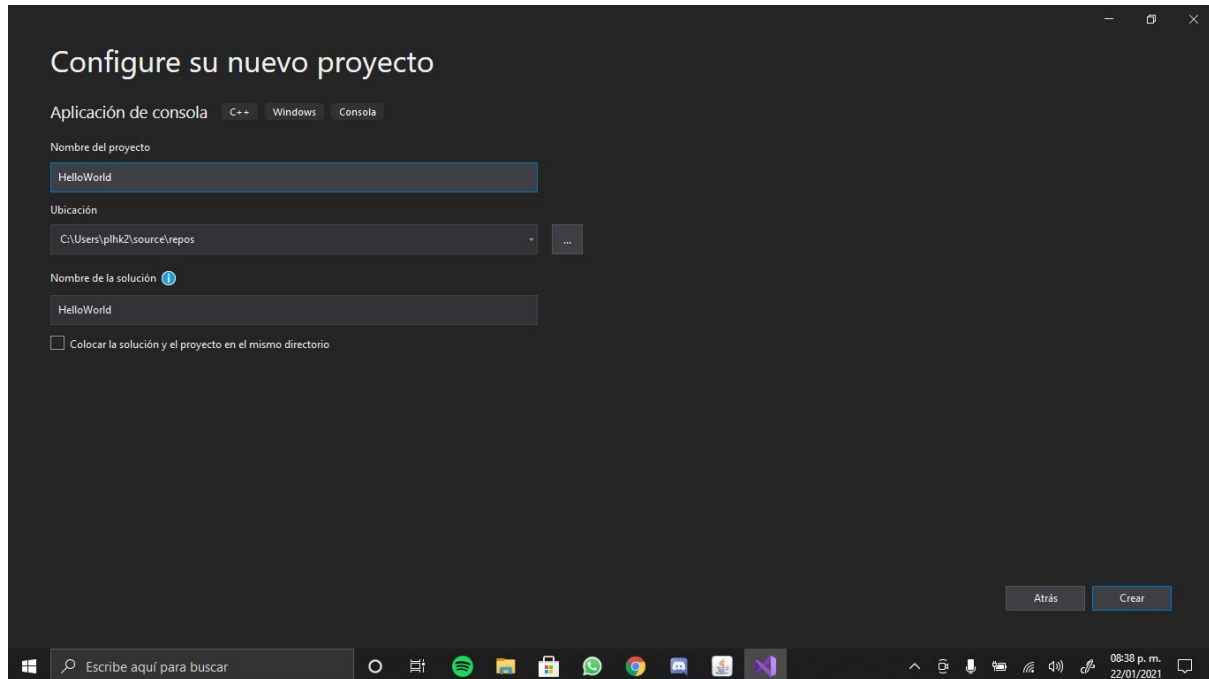 Configure su nuevo proyecto
Aplicación de consola C++ Windows Consola
Nombre del proyecto
HelloWorld
Ubicación
C:\Users\plhk2\source\repos
...
Nombre de la solución
HelloWorld
Colocar la solución y el proyecto en el mismo directorio
Atrás Crear
Escribe aquí para buscar
08:38 p. m.
22/01/2021